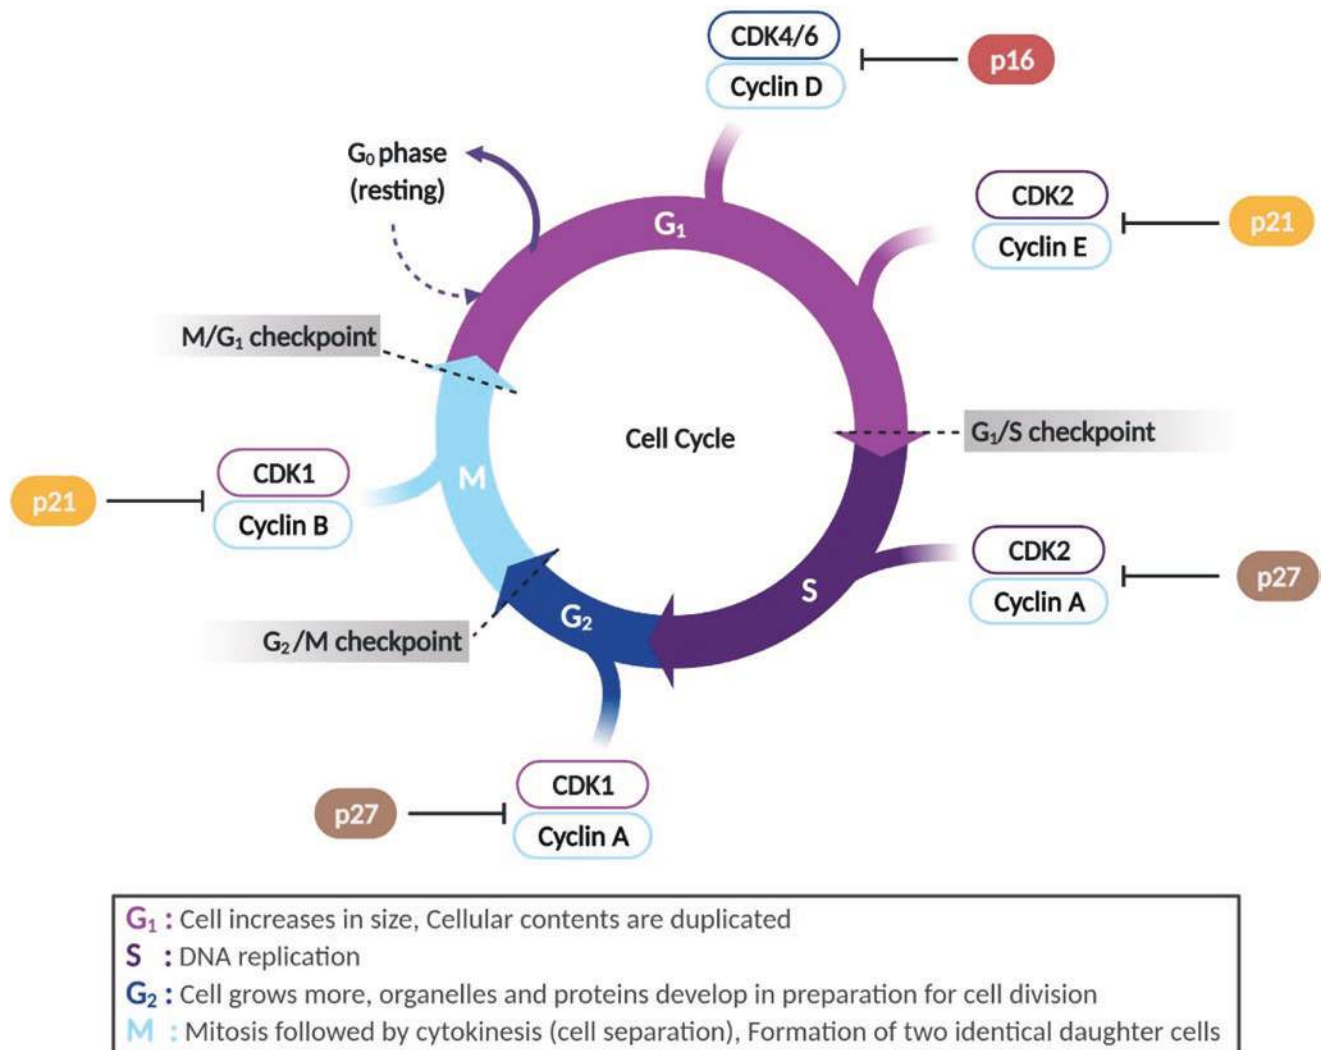 CDK4/6
Cyclin D
p16
G₀ phase
(resting)
G₁
CDK2
Cyclin E
p21
M/G₁ checkpoint
Cell Cycle
G₁/S checkpoint
CDK1
Cyclin B
p21
M
CDK2
Cyclin A
p27
S
G₂
G₂/M checkpoint
CDK1
Cyclin A
p27
G₁ : Cell increases in size, Cellular contents are duplicated
S : DNA replication
G₂ : Cell grows more, organelles and proteins develop in preparation for cell division
M : Mitosis followed by cytokinesis (cell separation), Formation of two identical daughter cells